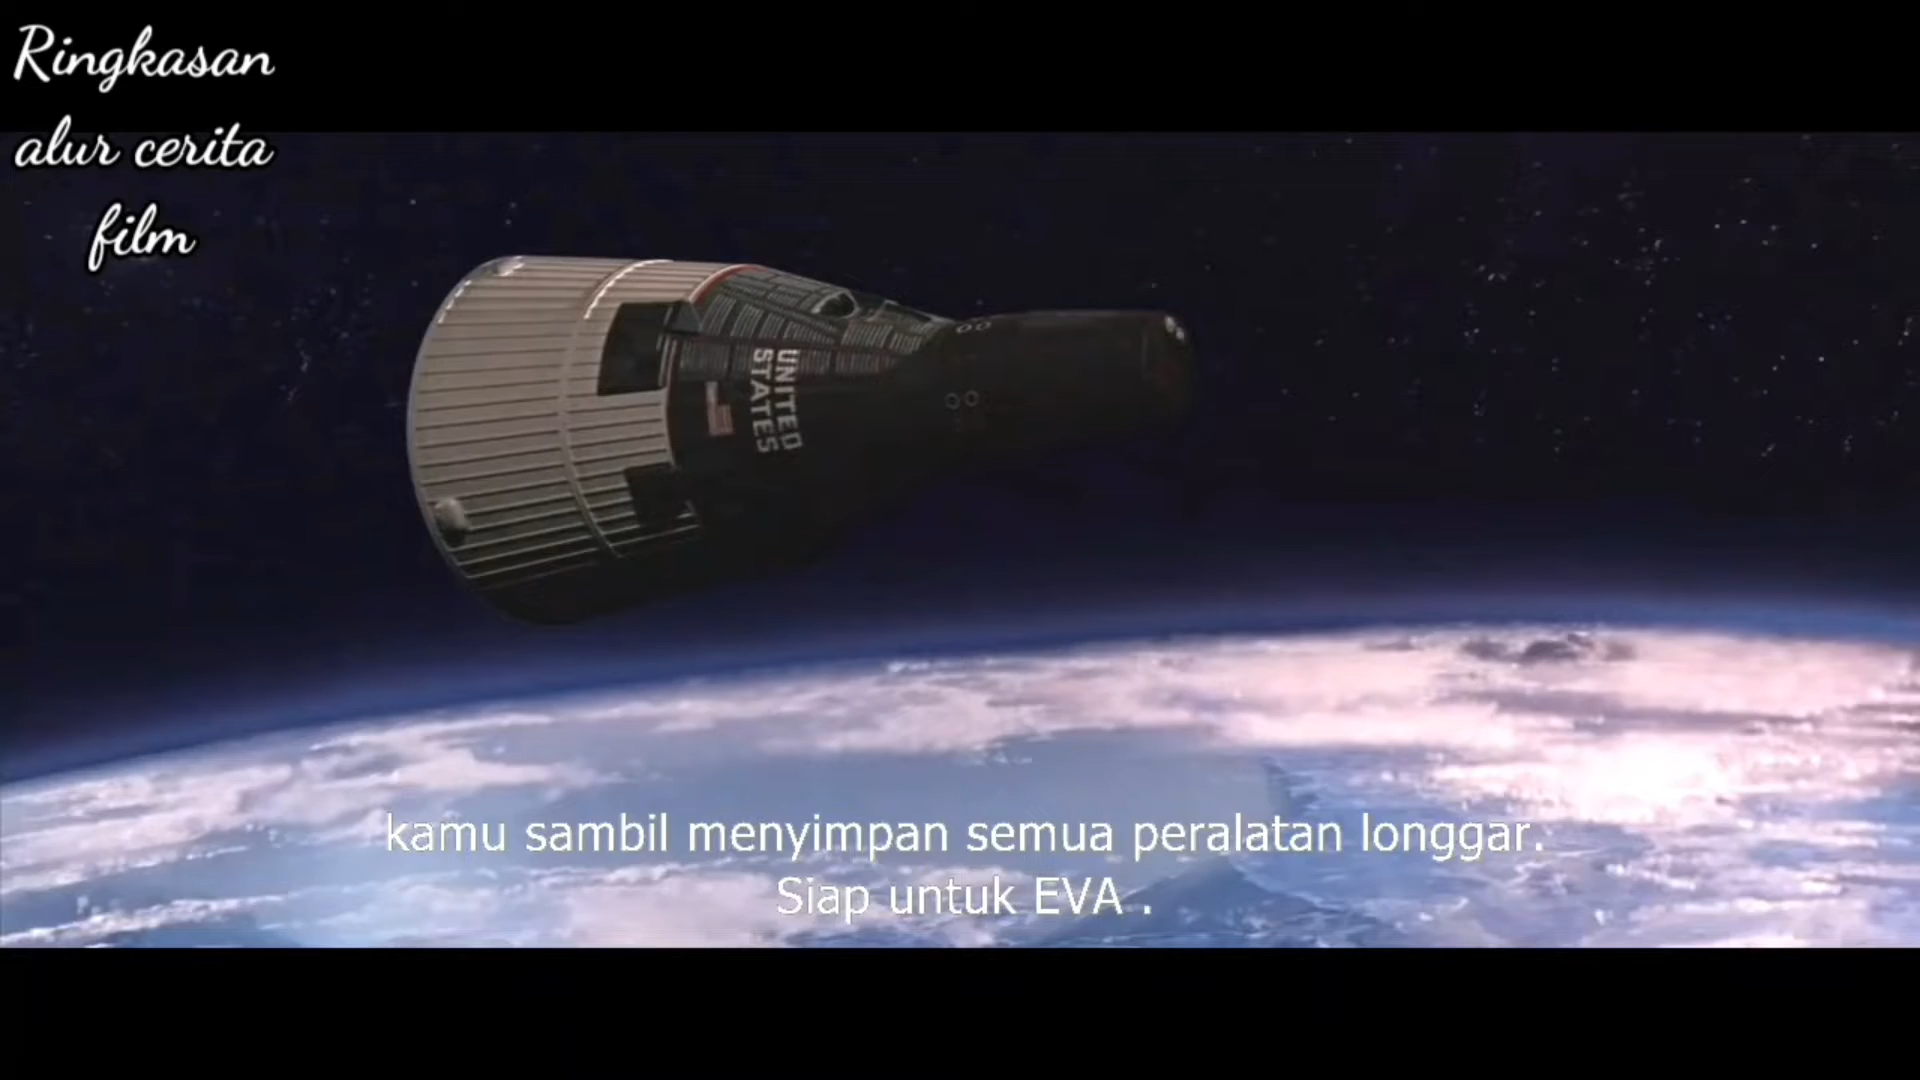 Ringkasan
alur cerita
film
UNITED
STATES
kamu sambil menyimpan semua peralatan longgar.
Siap untuk EVA .